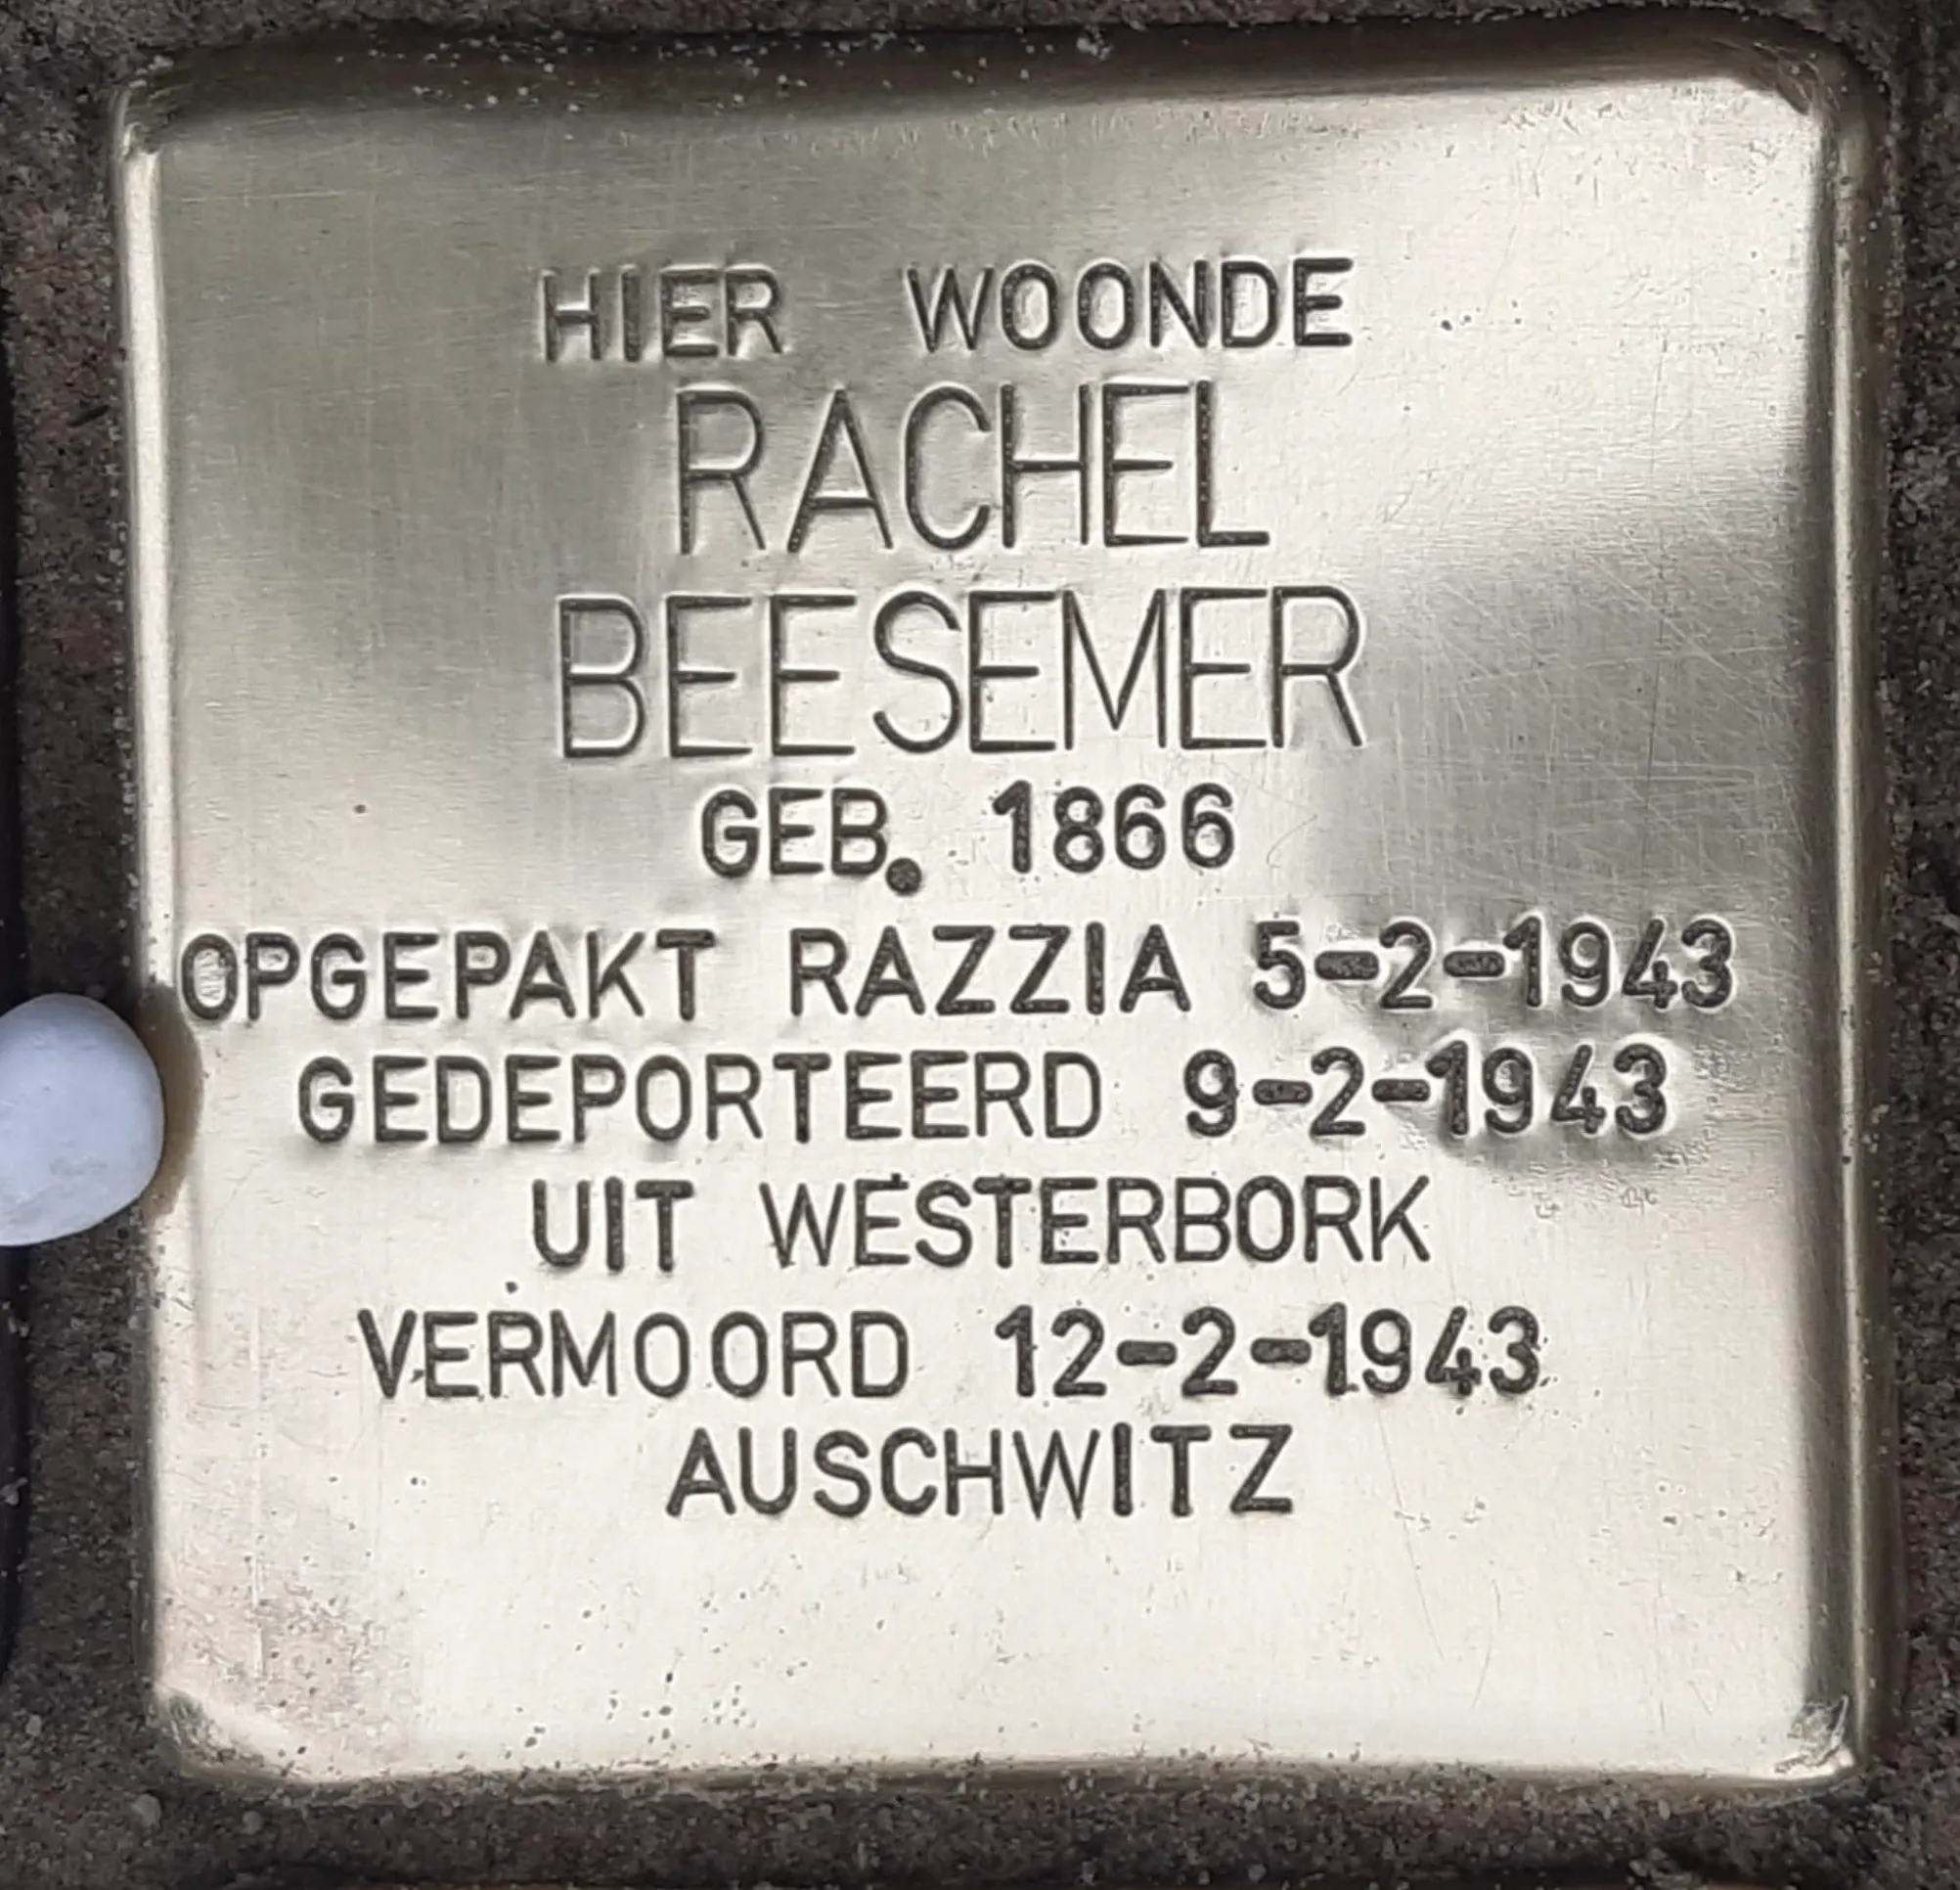 HIER WOONDE
RACHEL
BEESEMER
GEB. 1866
OPGEPAKT RAZZIA 5-2-1943
GEDEPORTEERD 9-2-1943
UIT WESTERBORK
VERMOORD 12-2-1943
AUSCHWITZ